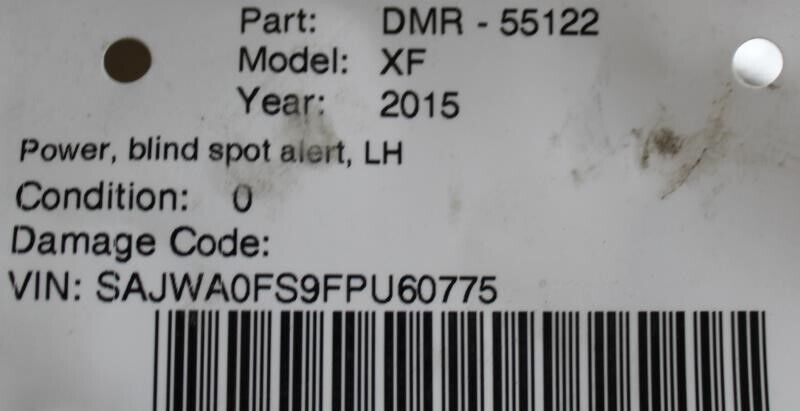 Part: DMR - 55122
Model: XF
Year: 2015
Power, blind spot alert, LH
Condition: 0
Damage Code:
VIN: SAJWA0FS9FPU60775